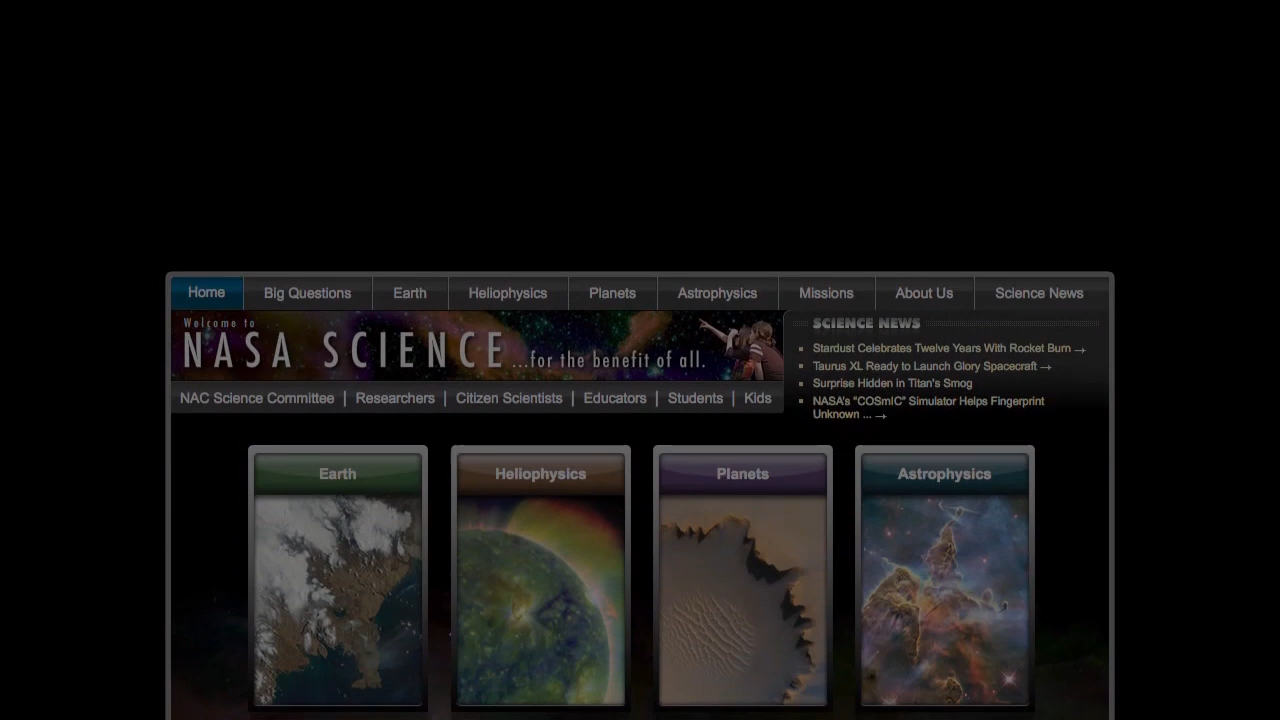 Home Big Questions Earth Heliophysics Planets Astrophysics Missions About Us Science News
Welcome to
NASA SCIENCE ...for the benefit of all.
NAC Science Committee | Researchers | Citizen Scientists | Educators | Students | Kids
SCIENCE NEWS
Stardust Celebrates Twelve Years With Rocket Burn →
Taurus XL Ready to Launch Glory Spacecraft →
Surprise Hidden in Titan's Smog
NASA's "COSmIC" Simulator Helps Fingerprint
Unknown ... →
Earth Heliophysics Planets Astrophysics